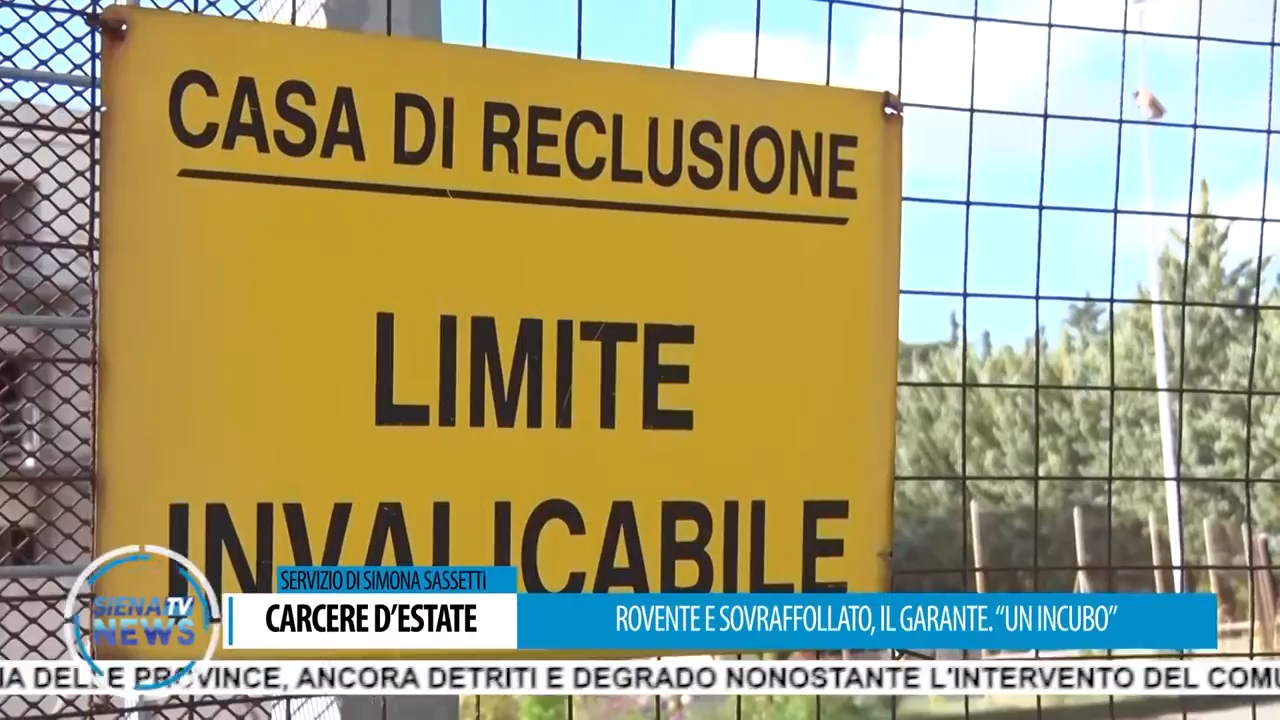 CASA DI RECLUSIONE
LIMITE
INVALICABILE
SIENA TV
NEWS
SERVIZIO DI SIMONA SASSETTI
CARCERE D'ESTATE
ROVENTE E SOVRAFFOLLATO, IL GARANTE. “UN INCUBO”
PROVINCE, ANCORA DETRITI E DEGRADO NONOSTANTE L'INTERVENTO DEL